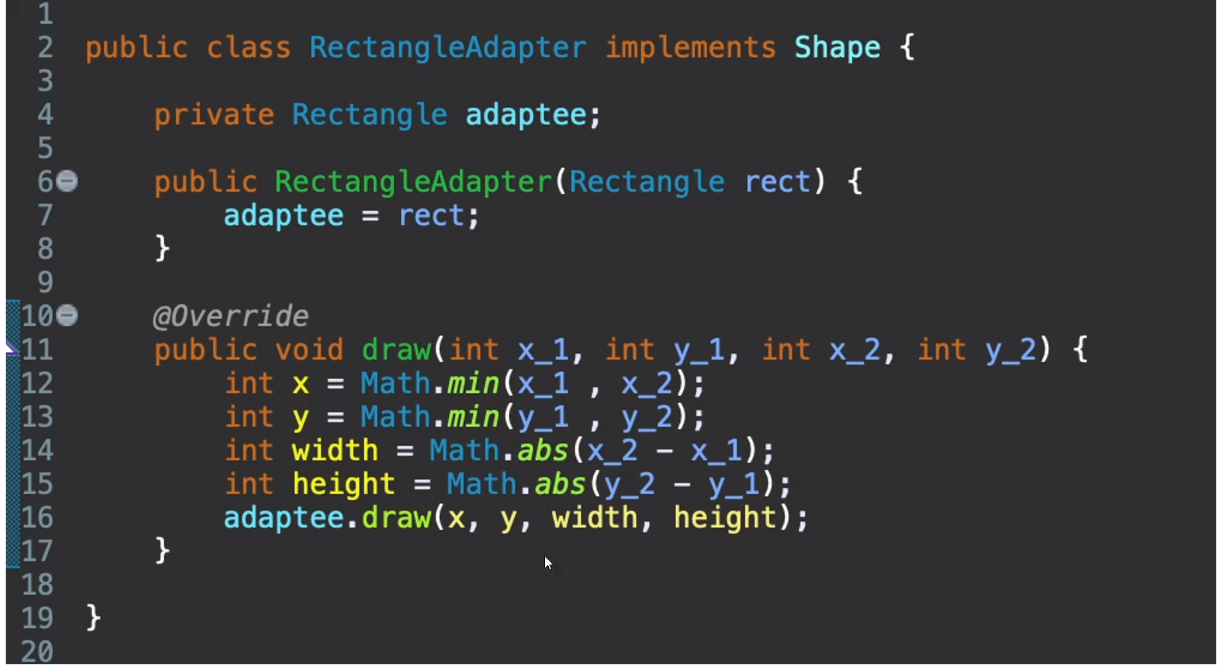 1
2 public class RectangleAdapter implements Shape {
3
4     private Rectangle adaptee;
5
6     public RectangleAdapter(Rectangle rect) {
7         adaptee = rect;
8     }
9
10     @Override
11     public void draw(int x_1, int y_1, int x_2, int y_2) {
12         int x = Math.min(x_1 , x_2);
13         int y = Math.min(y_1 , y_2);
14         int width = Math.abs(x_2 - x_1);
15         int height = Math.abs(y_2 - y_1);
16         adaptee.draw(x, y, width, height);
17     }
18
19 }
20